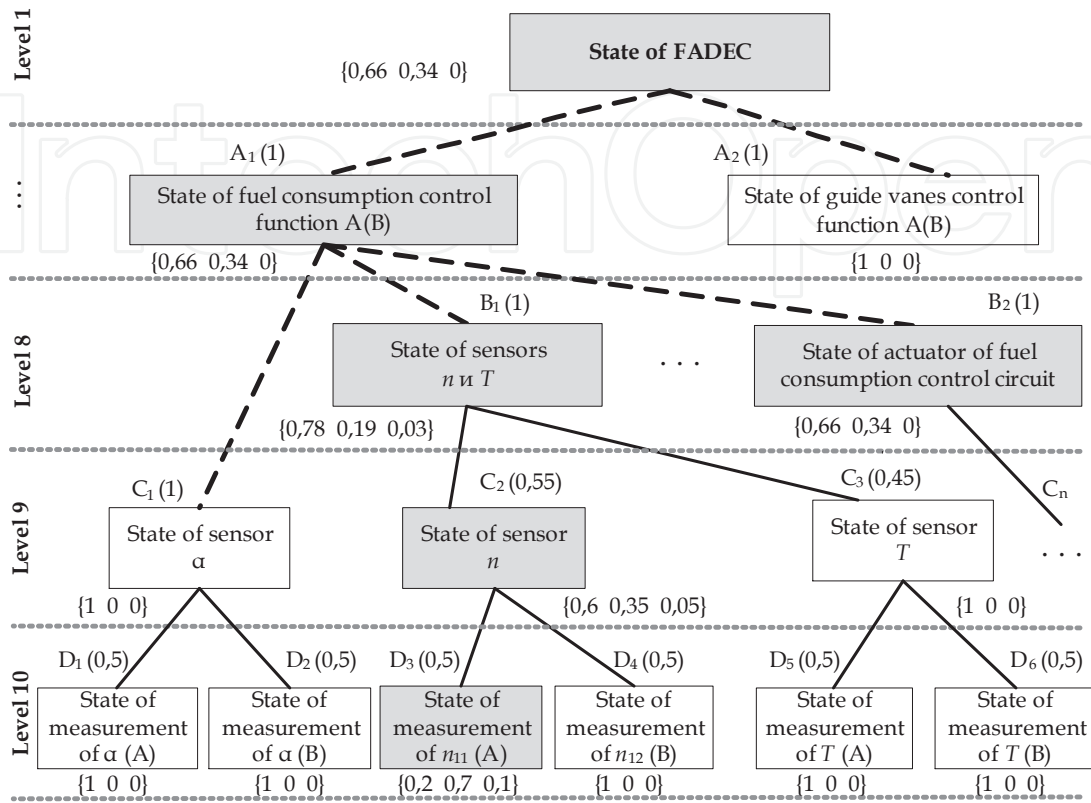 Level 1
State of FADEC
{0,66 0,34 0}
IntechOpen
A1 (1)
A2 (1)
. . .
State of fuel consumption control
function A(B)
State of guide vanes control
function A(B)
{0,66 0,34 0}
{1 0 0}
Level 8
B1 (1)
B2 (1)
State of sensors
n и T
. . .
State of actuator of fuel
consumption control circuit
{0,78 0,19 0,03}
{0,66 0,34 0}
Level 9
C1 (1)
C2 (0,55)
C3 (0,45)
Cn
State of sensor
α
State of sensor
n
State of sensor
T
. . .
{1 0 0}
{0,6 0,35 0,05}
{1 0 0}
Level 10
D1 (0,5)
D2 (0,5)
D3 (0,5)
D4 (0,5)
D5 (0,5)
D6 (0,5)
State of
measurement
of α (A)
State of
measurement
of α (B)
State of
measurement
of n11 (A)
State of
measurement
of n12 (B)
State of
measurement
of T (A)
State of
measurement
of T (B)
{1 0 0}
{1 0 0}
{0,2 0,7 0,1}
{1 0 0}
{1 0 0}
{1 0 0}